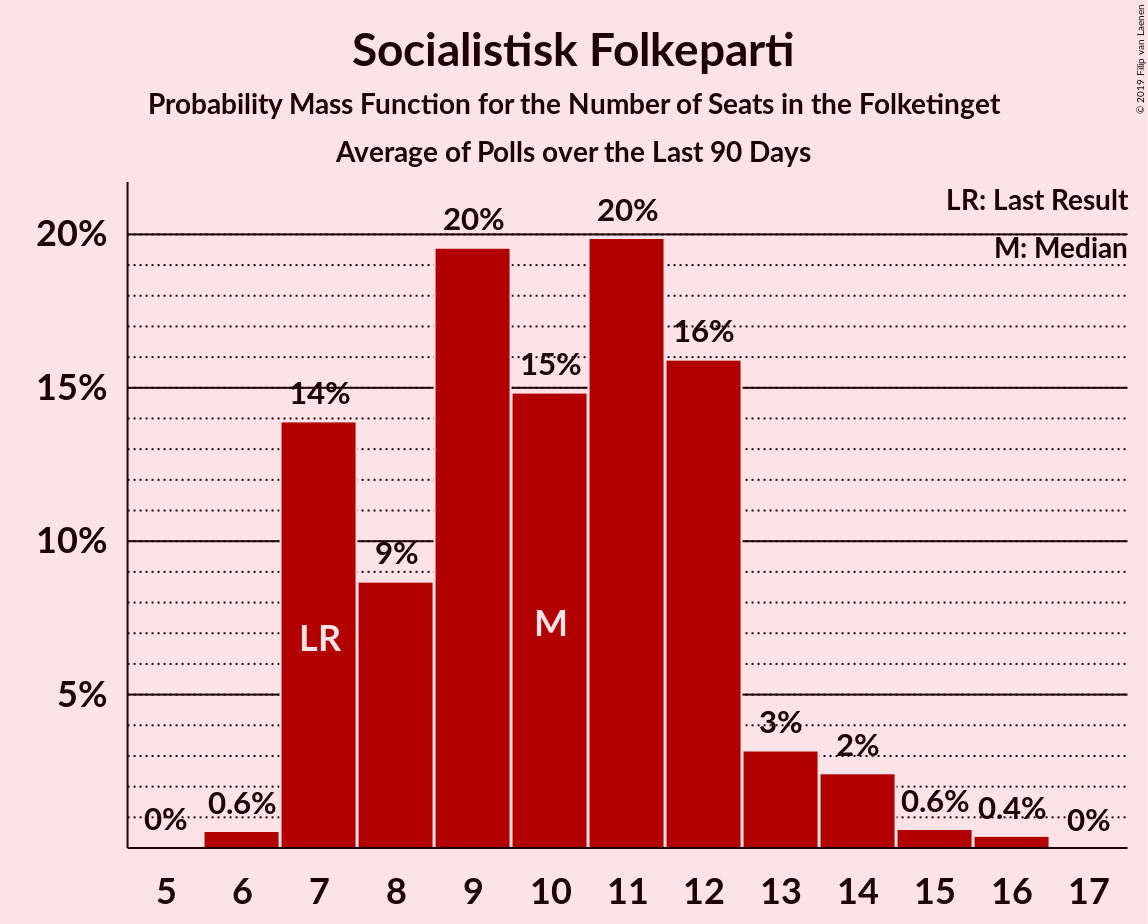 Socialistisk Folkeparti
Probability Mass Function for the Number of Seats in the Folketinget
Average of Polls over the Last 90 Days
© 2019 Filip van Laenen
LR: Last Result
M: Median
20%
15%
10%
5%
0%
0.6%
14%
9%
20%
15%
20%
16%
3%
2%
0.6%
0.4%
0%
LR
M
5 6 7 8 9 10 11 12 13 14 15 16 17